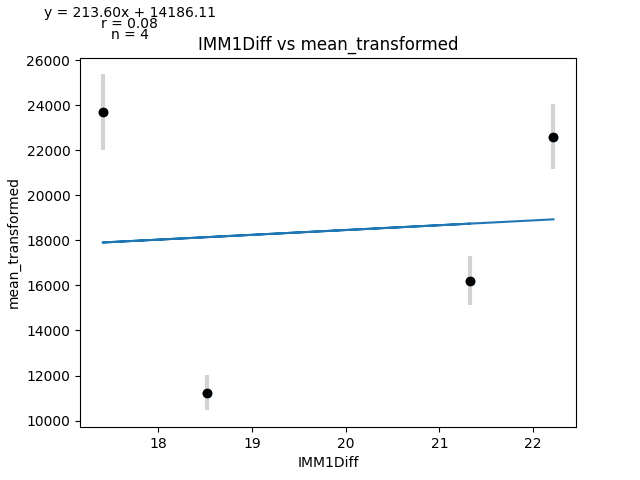 y = 213.60x + 14186.11
r = 0.08
n = 4
IMM1Diff vs mean_transformed
26000
24000
22000
20000
18000
16000
14000
12000
10000
mean_transformed
18 19 20 21 22
IMM1Diff